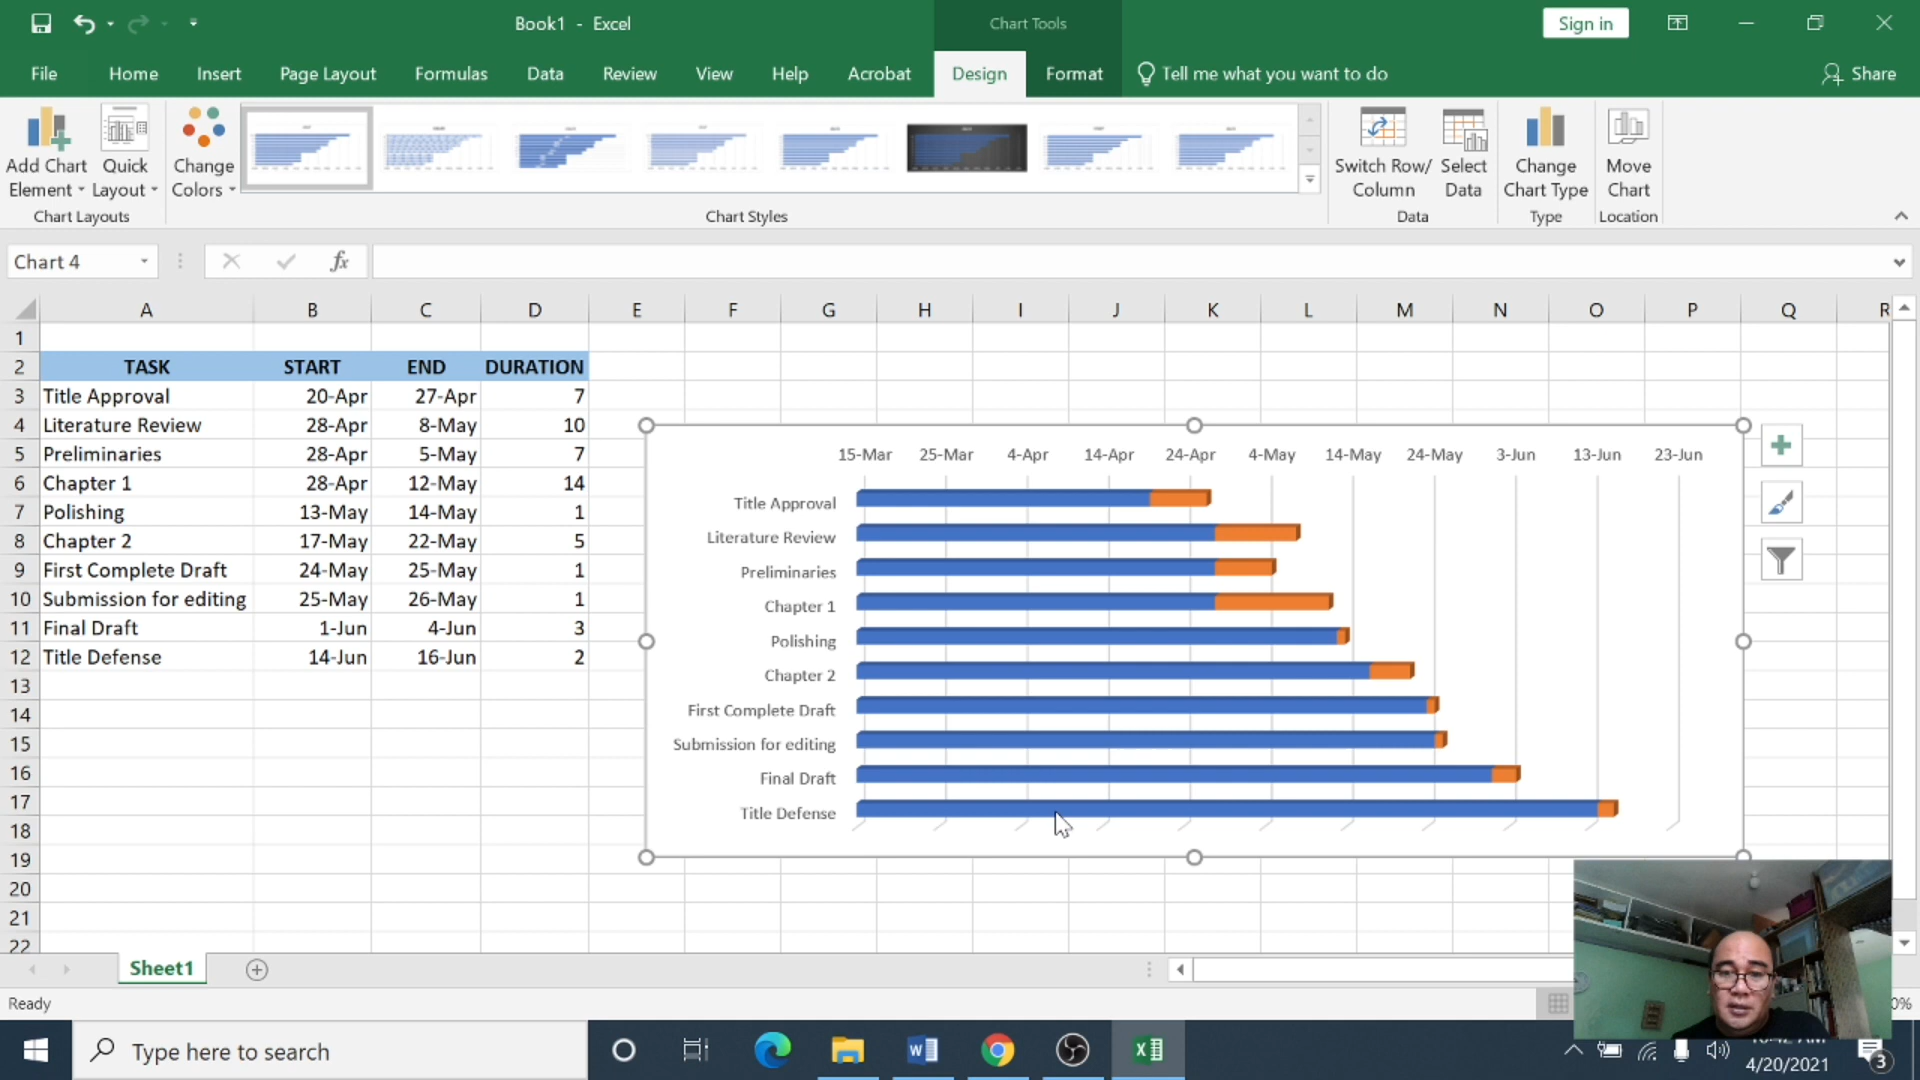 Book1 - Excel
Chart Tools
Sign in
File Home Insert Page Layout Formulas Data Review View Help Acrobat Design Format Tell me what you want to do Share
Add Chart Element
Quick Layout
Change Colors
Switch Row/ Column
Select Data
Change Chart Type
Move Chart
Chart Layouts
Chart Styles
Data
Type
Location
Chart 4
fx
A B C D E F G H I J K L M N O P Q R
1
2 TASK START END DURATION
3 Title Approval 20-Apr 27-Apr 7
4 Literature Review 28-Apr 8-May 10
5 Preliminaries 28-Apr 5-May 7
6 Chapter 1 28-Apr 12-May 14
7 Polishing 13-May 14-May 1
8 Chapter 2 17-May 22-May 5
9 First Complete Draft 24-May 25-May 1
10 Submission for editing 25-May 26-May 1
11 Final Draft 1-Jun 4-Jun 3
12 Title Defense 14-Jun 16-Jun 2
13
14
15
16
17
18
19
20
21
22
15-Mar 25-Mar 4-Apr 14-Apr 24-Apr 4-May 14-May 24-May 3-Jun 13-Jun 23-Jun
Title Approval
Literature Review
Preliminaries
Chapter 1
Polishing
Chapter 2
First Complete Draft
Submission for editing
Final Draft
Title Defense
Sheet1
Ready
Type here to search
4/20/2021
3